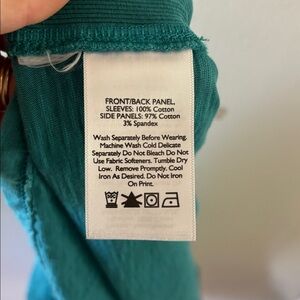 FRONT/BACK PANEL,
SLEEVES: 100% Cotton
SIDE PANELS: 97% Cotton
3% Spandex
Wash Separately Before Wearing,
Machine Wash Cold Delicate
Separately Do Not Bleach Do Not
Use Fabric Softeners. Tumble Dry
Low. Remove Promptly. Cool
Iron As Desired. Do Not Iron
On Print.